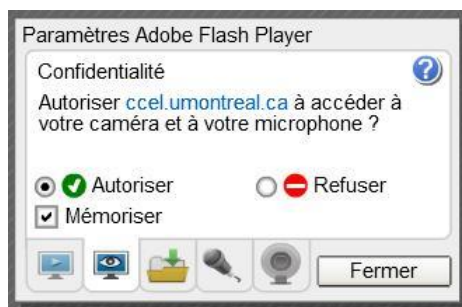 Paramètres Adobe Flash Player
Confidentialité
Autoriser ccel.umontreal.ca à accéder à
votre caméra et à votre microphone ?
Autoriser
Refuser
Mémoriser
Fermer